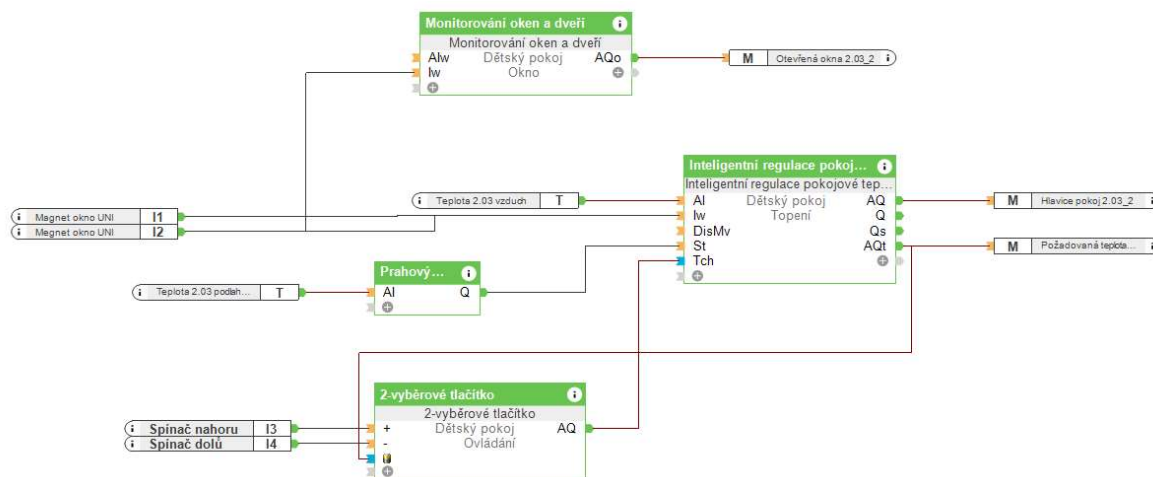 Monitorování oken a dveří
Monitorování oken a dveří
AIw Dětský pokoj AQo
Iw Okno
M Otevřená okna 2.03_2
Inteligentní regulace pokoj...
Inteligentní regulace pokojové tep...
AI Dětský pokoj AQ
Iw Topení Q
DisMv Qs
St AQt
Tch
Teplota 2.03 vzduch T
M Hlavice pokoj 2.03_2
M Požadovaná teplota...
Magnet okno UNI I1
Megnet okno UNI I2
Prahový...
AI Q
Teplota 2.03 podlah... T
2-výběrové tlačítko
2-výběrové tlačítko
+ Dětský pokoj AQ
- Ovládání
Spínač nahoru I3
Spínač dolů I4